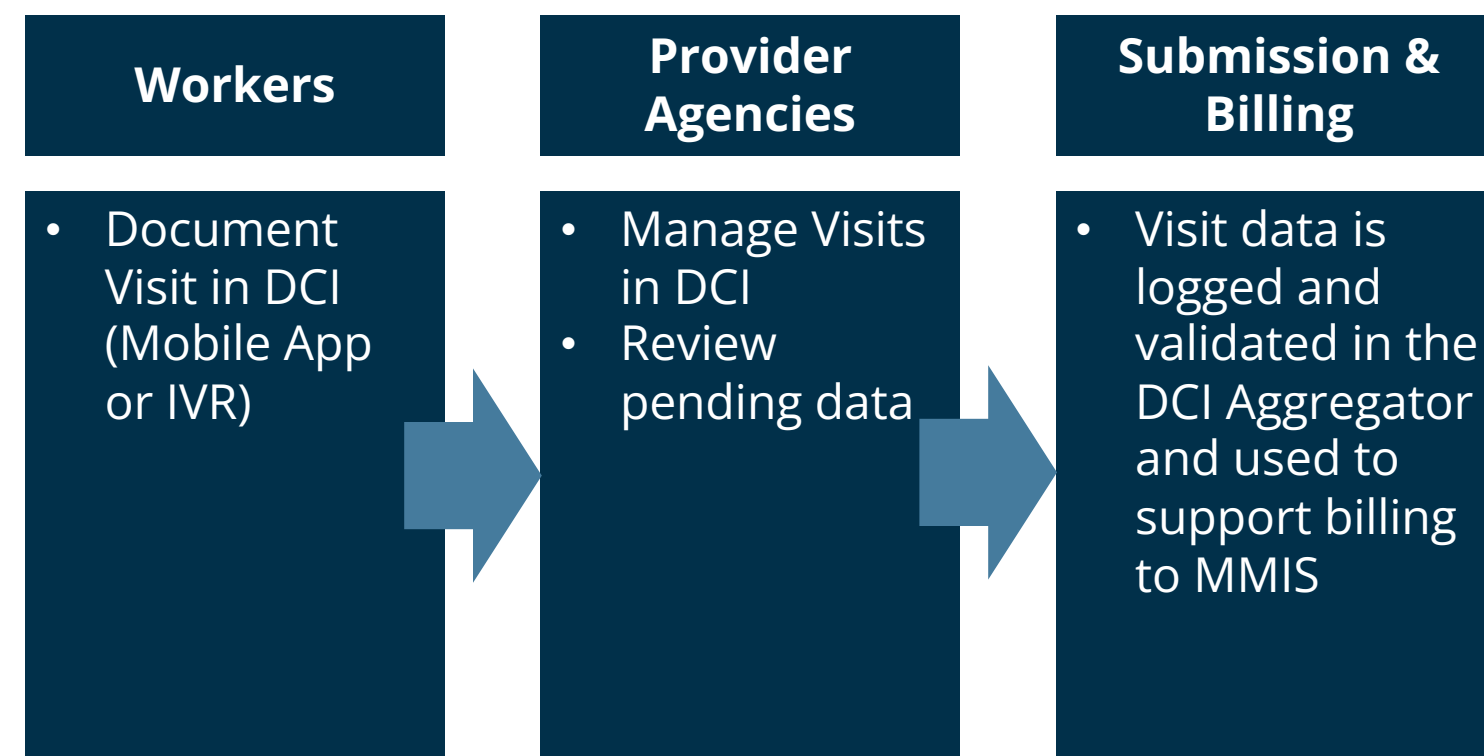 Workers
• Document
Visit in DCI
(Mobile App
or IVR)
Provider
Agencies
• Manage Visits
in DCI
• Review
pending data
Submission &
Billing
• Visit data is
logged and
validated in the
DCI Aggregator
and used to
support billing
to MMIS